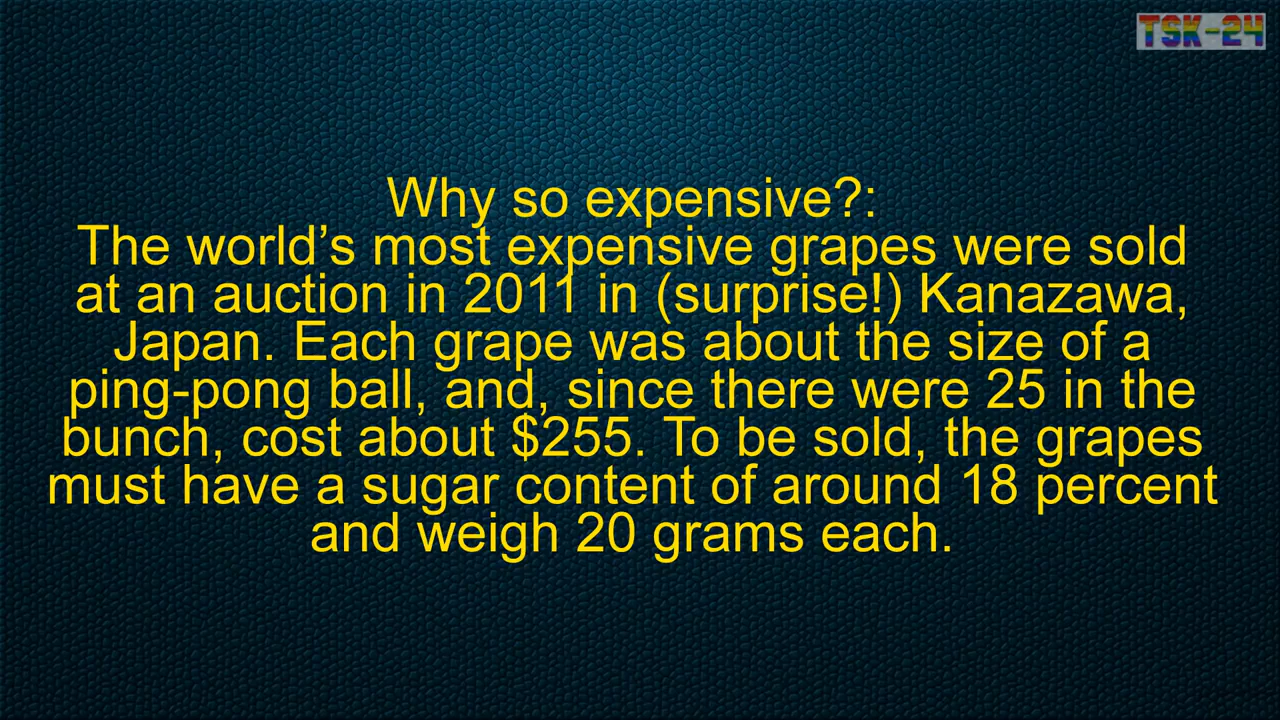 TSK-24
Why so expensive?:
The world’s most expensive grapes were sold
at an auction in 2011 in (surprise!) Kanazawa,
Japan. Each grape was about the size of a
ping-pong ball, and, since there were 25 in the
bunch, cost about $255. To be sold, the grapes
must have a sugar content of around 18 percent
and weigh 20 grams each.